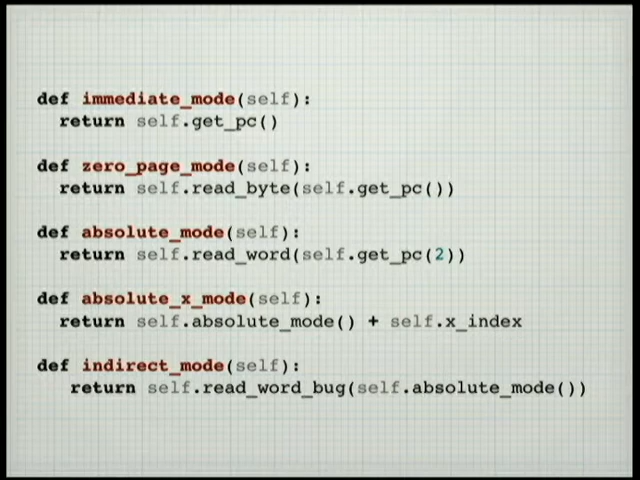 def immediate_mode(self):
  return self.get_pc()
def zero_page_mode(self):
  return self.read_byte(self.get_pc())
def absolute_mode(self):
  return self.read_word(self.get_pc(2))
def absolute_x_mode(self):
  return self.absolute_mode() + self.x_index
def indirect_mode(self):
   return self.read_word_bug(self.absolute_mode())